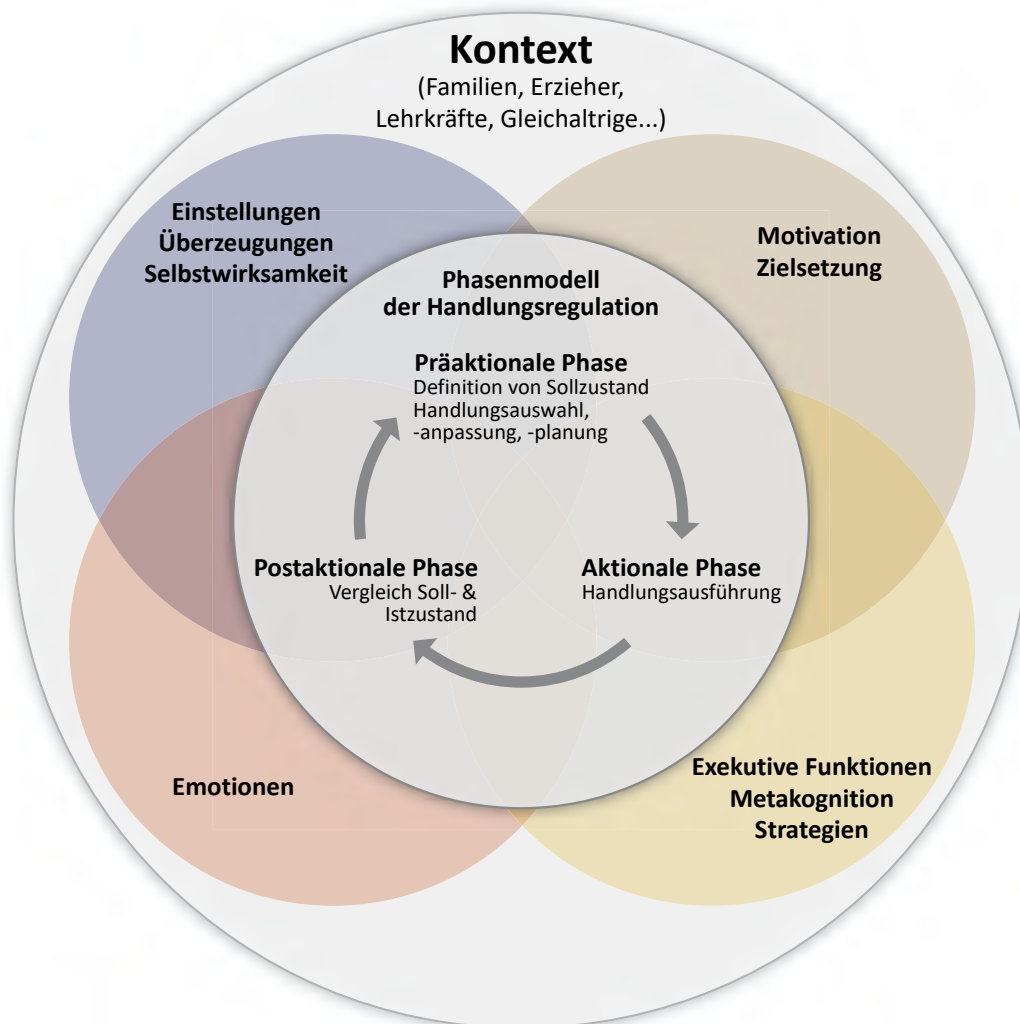 Kontext
(Familien, Erzieher,
Lehrkräfte, Gleichaltrige...)
Einstellungen
Überzeugungen
Selbstwirksamkeit
Motivation
Zielsetzung
Phasenmodell
der Handlungsregulation
Präaktionale Phase
Definition von Sollzustand
Handlungsauswahl,
-anpassung, -planung
Postaktionale Phase
Vergleich Soll- &
Istzustand
Aktionale Phase
Handlungsausführung
Emotionen
Exekutive Funktionen
Metakognition
Strategien